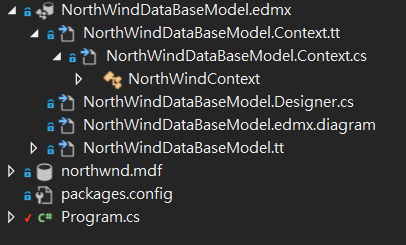 NorthWindDataBaseModel.edmx
NorthWindDataBaseModel.Context.tt
NorthWindDataBaseModel.Context.cs
NorthWindContext
NorthWindDataBaseModel.Designer.cs
NorthWindDataBaseModel.edmx.diagram
NorthWindDataBaseModel.tt
northwnd.mdf
packages.config
C# Program.cs